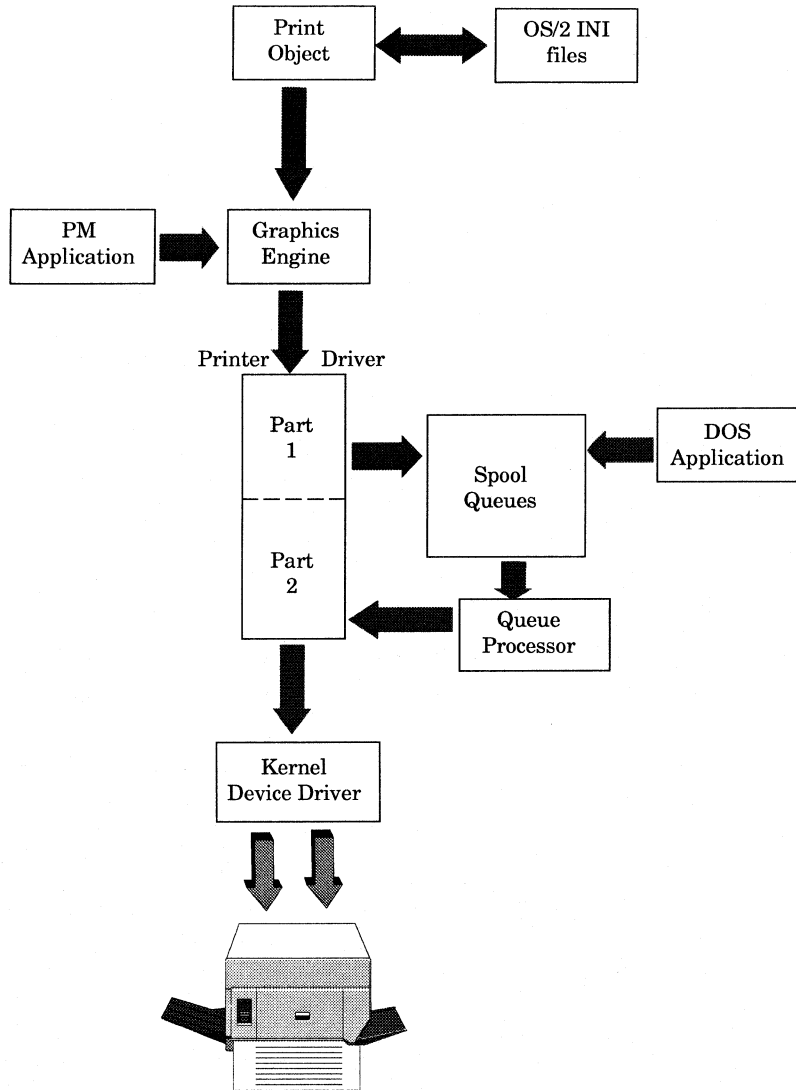 Print
Object
OS/2 INI
files
PM
Application
Graphics
Engine
Printer Driver
Part
1
Spool
Queues
DOS
Application
Part
2
Queue
Processor
Kernel
Device Driver